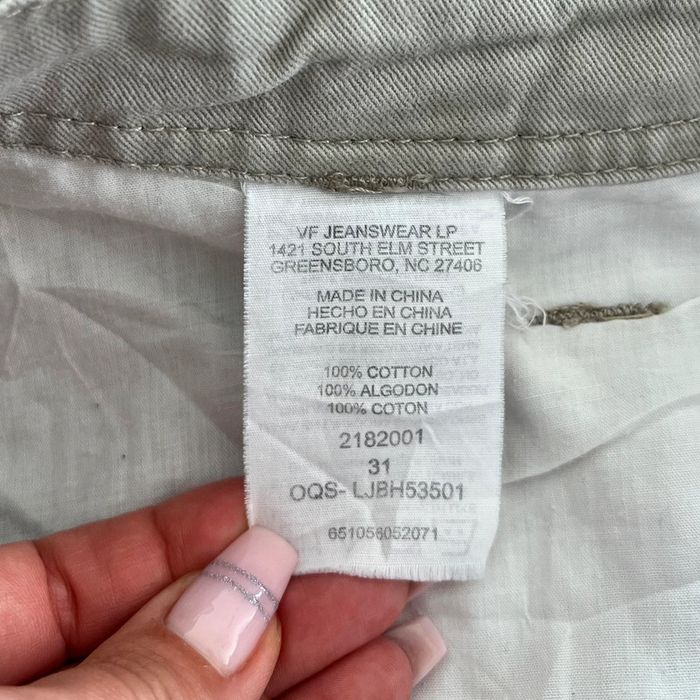 VF JEANSWEAR LP
1421 SOUTH ELM STREET
GREENSBORO, NC 27406
MADE IN CHINA
HECHO EN CHINA
FABRIQUE EN CHINE
100% COTTON
100% ALGODON
100% COTON
2182001
31
OQS- LJBH53501
651056052071